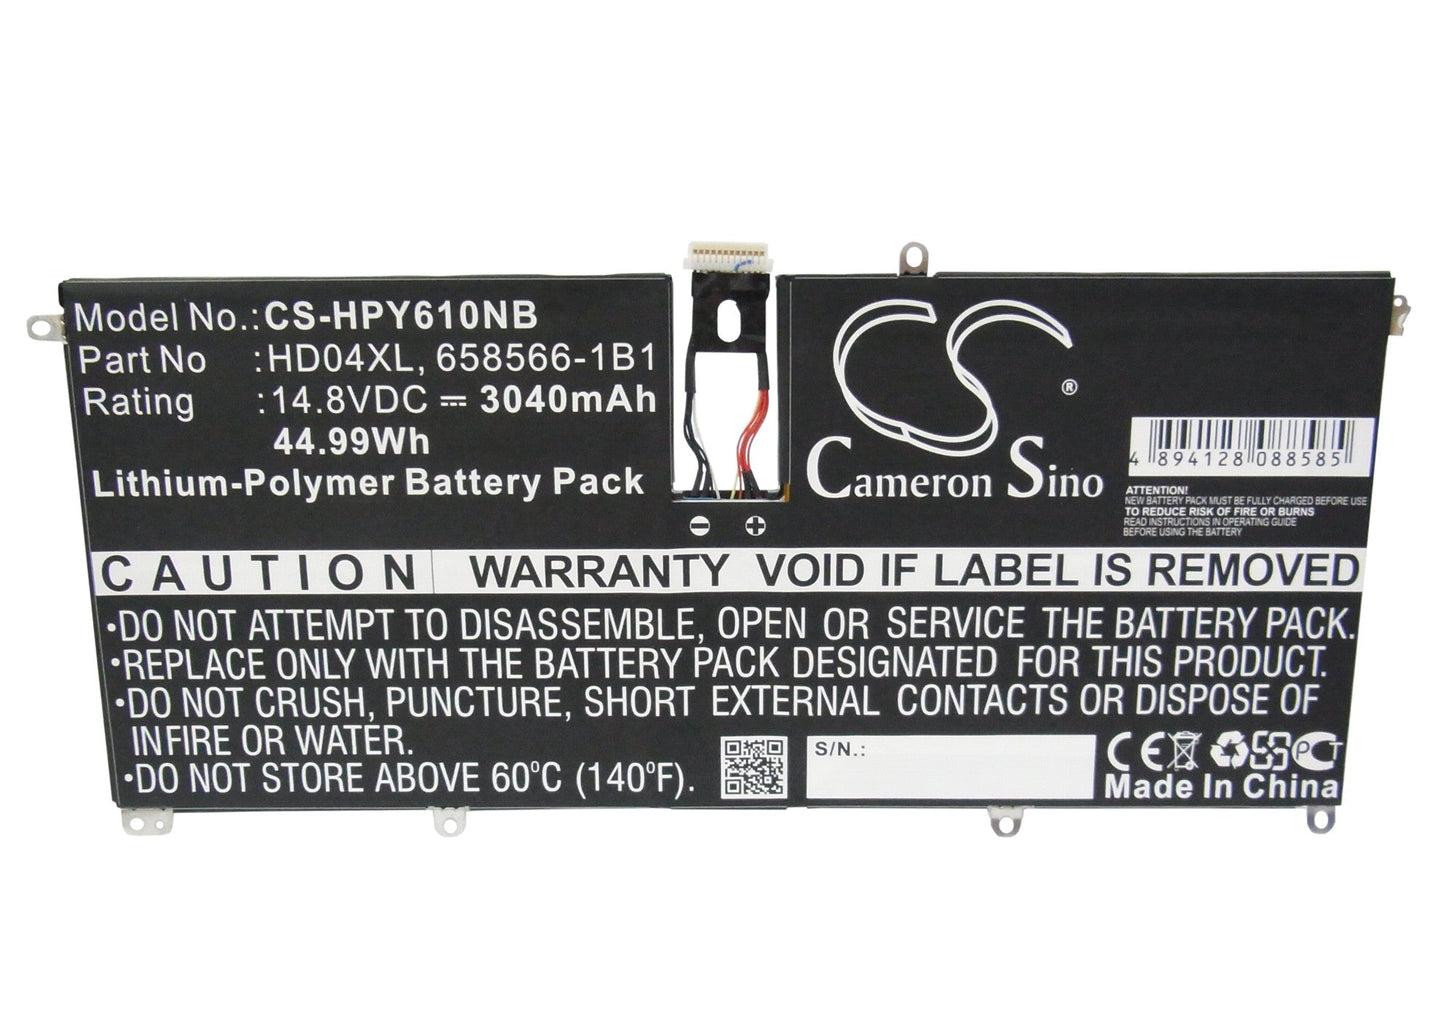 Model No.:CS-HPY610NB
Part No :HD04XL, 658566-1B1
Rating :14.8VDC ⎓ 3040mAh
44.99Wh
Lithium-Polymer Battery Pack
Cameron Sino ®
4 894128 088585
ATTENTION!
NEW BATTERY PACK MUST BE FULLY CHARGED BEFORE USE
TO REDUCE RISK OF FIRE OR BURNS
READ INSTRUCTIONS IN OPERATING GUIDE
BEFORE USING THE BATTERY
CAUTION WARRANTY VOID IF LABEL IS REMOVED
•DO NOT ATTEMPT TO DISASSEMBLE, OPEN OR SERVICE THE BATTERY PACK.
•REPLACE ONLY WITH THE BATTERY PACK DESIGNATED FOR THIS PRODUCT.
•DO NOT CRUSH, PUNCTURE, SHORT EXTERNAL CONTACTS OR DISPOSE OF
IN FIRE OR WATER.
•DO NOT STORE ABOVE 60°C (140°F).
S/N.:
CE PCT
Made In China